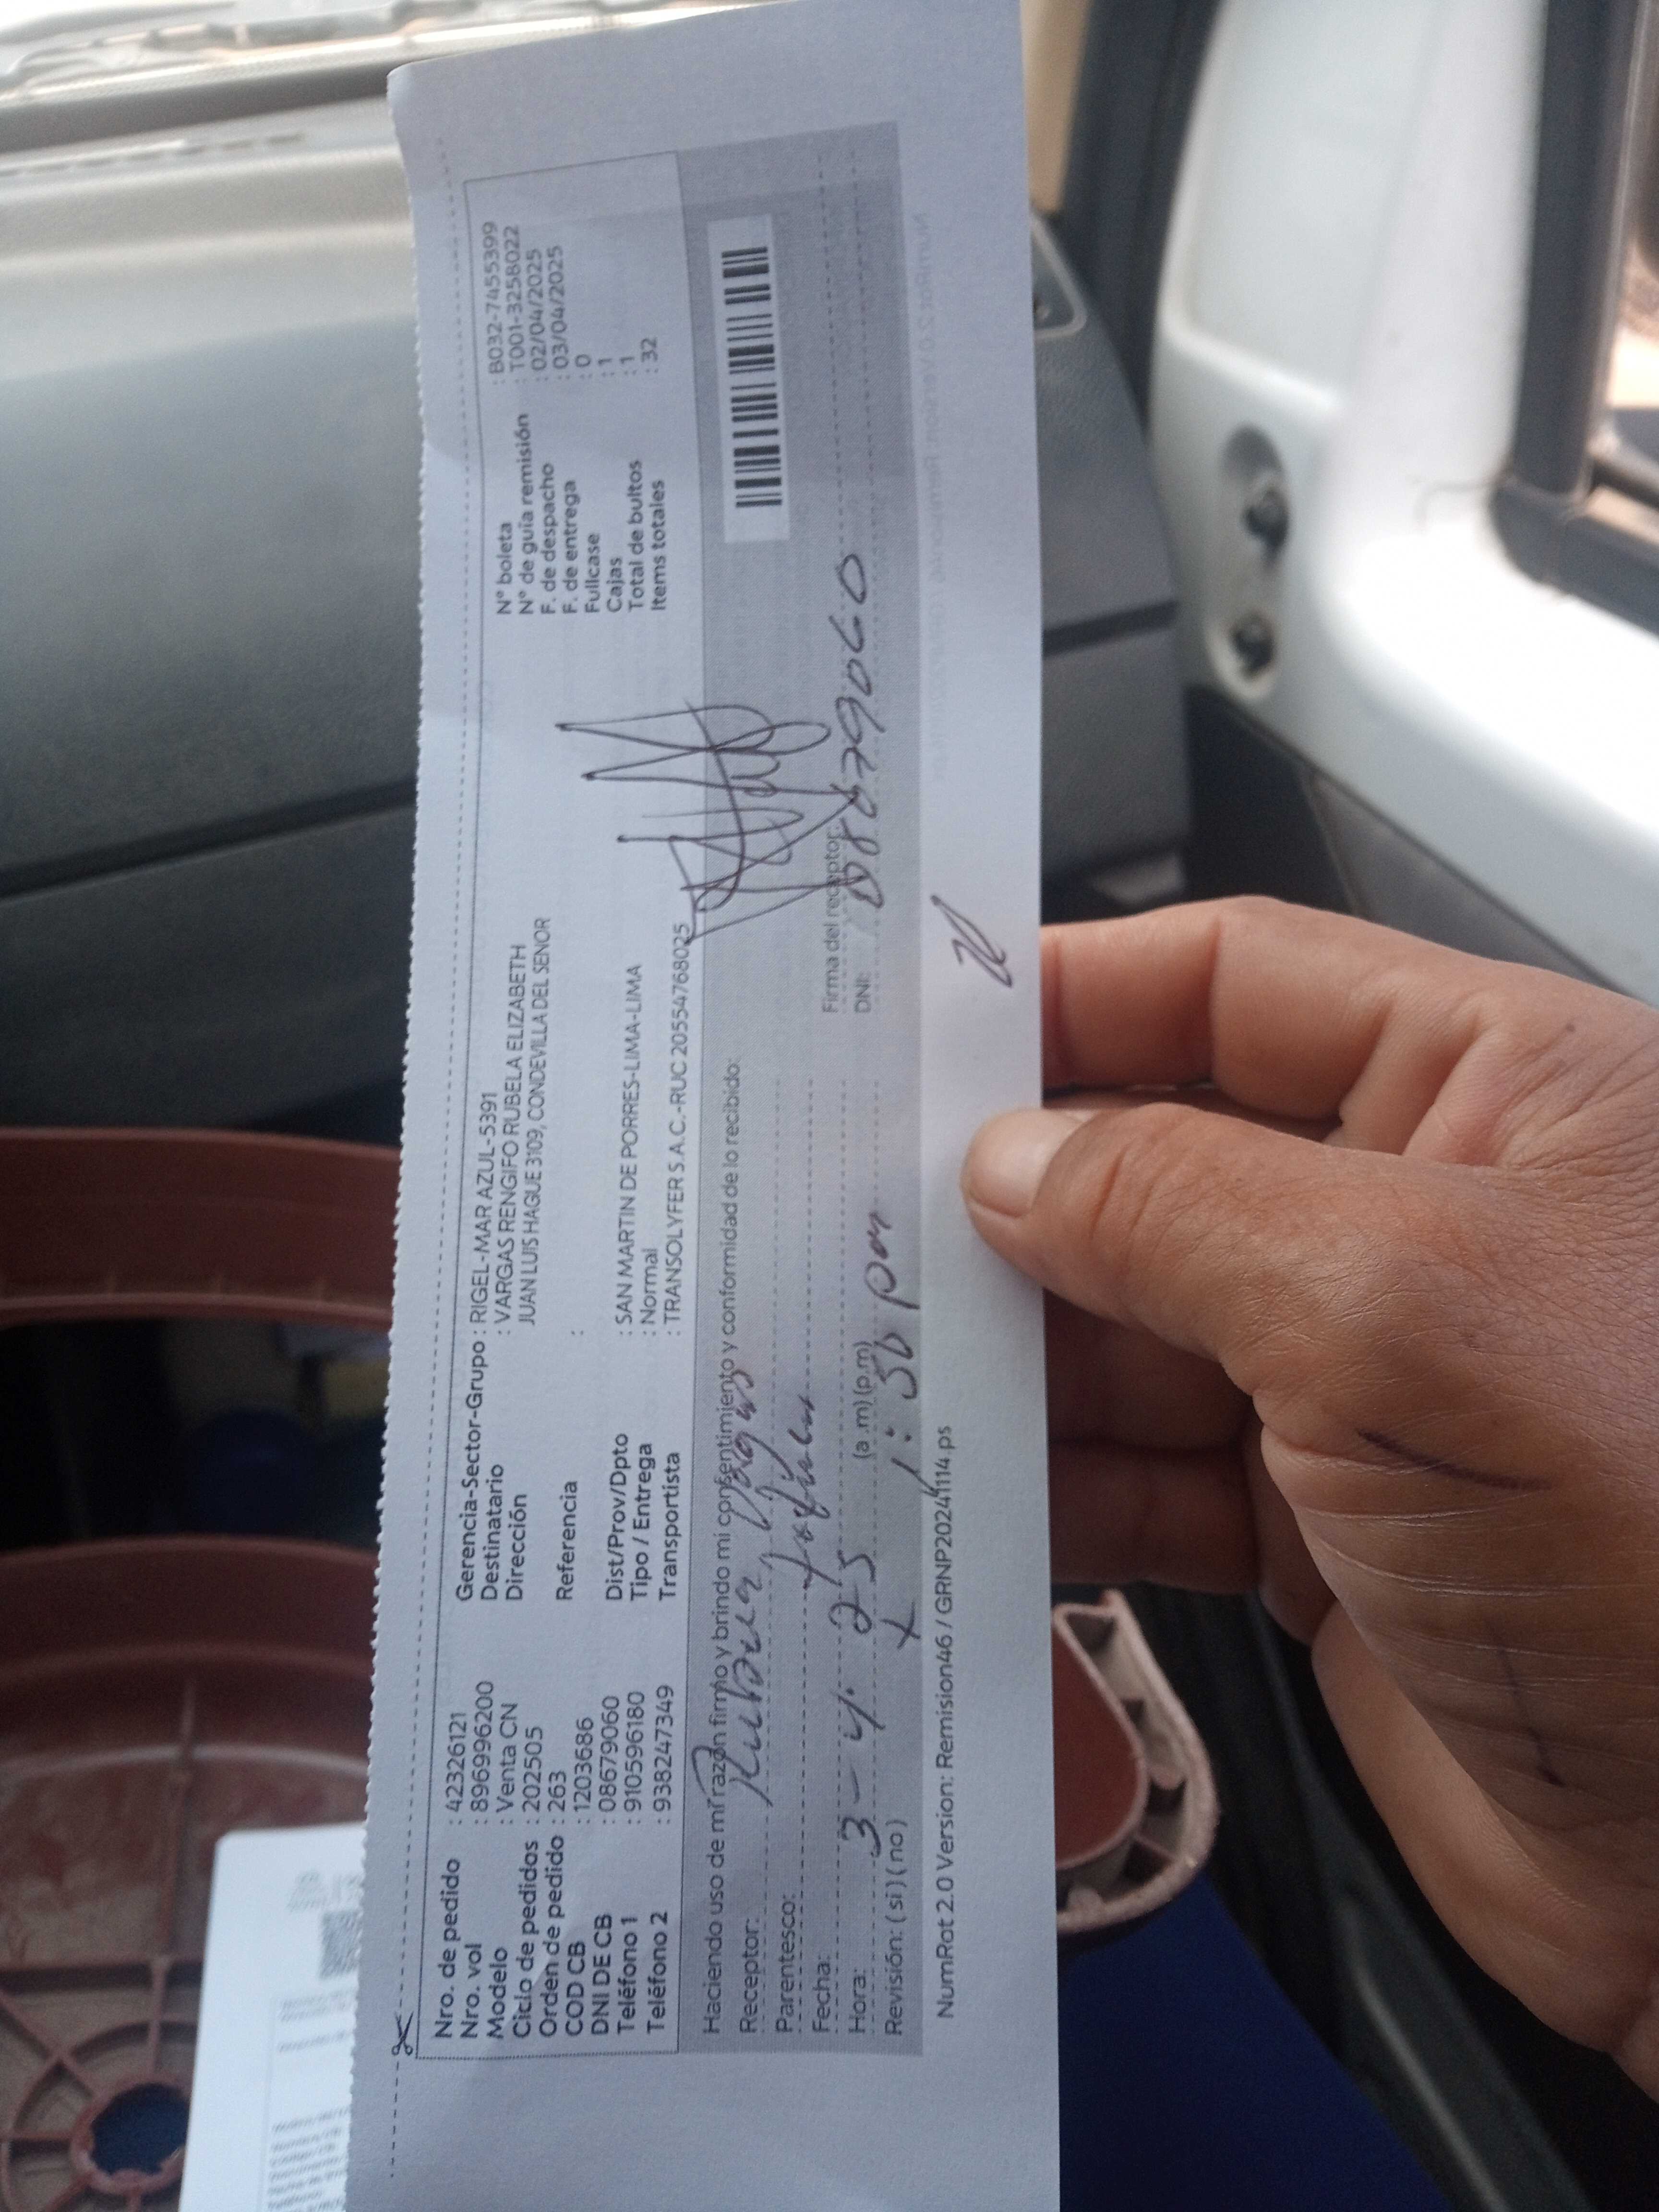 Nro. de pedido : 42326121
Nro. vol : 8969996200
Modelo : Venta CN
Ciclo de pedidos : 202505
Orden de pedido : 263
COD CB : 1203686
DNI DE CB : 08679060
Teléfono 1 : 910596180
Teléfono 2 : 938247349
Gerencia-Sector-Grupo : RIGEL-MAR AZUL-5391
Destinatario : VARGAS RENGIFO RUBELA ELIZABETH
Dirección JUAN LUIS HAGUE 3109, CONDEVILLA DEL SENOR
Referencia :
Dist/Prov/Dpto : SAN MARTIN DE PORRES-LIMA-LIMA
Tipo / Entrega : Normal
Transportista : TRANSOLYFER S.A.C.-RUC 20554768025
N° boleta : B032-7455399
N° de guía remisión : T001-3258022
F. de despacho : 02/04/2025
F. de entrega : 03/04/2025
Fullcase : 0
Cajas : 1
Total de bultos : 1
Items totales : 32
Haciendo uso de mi razón firmo y brindo mi consentimiento y conformidad de lo recibido:
Receptor: Rubela Vargas
Parentesco:
Fecha: 3-4-25
Hora: (a.m) (p.m)
1:50 pm
Revisión: ( si ) ( no )
Firma del receptor:
DNI: 08679060
NumRot 2.0 Version: Remision46 / GRNP20241114.ps